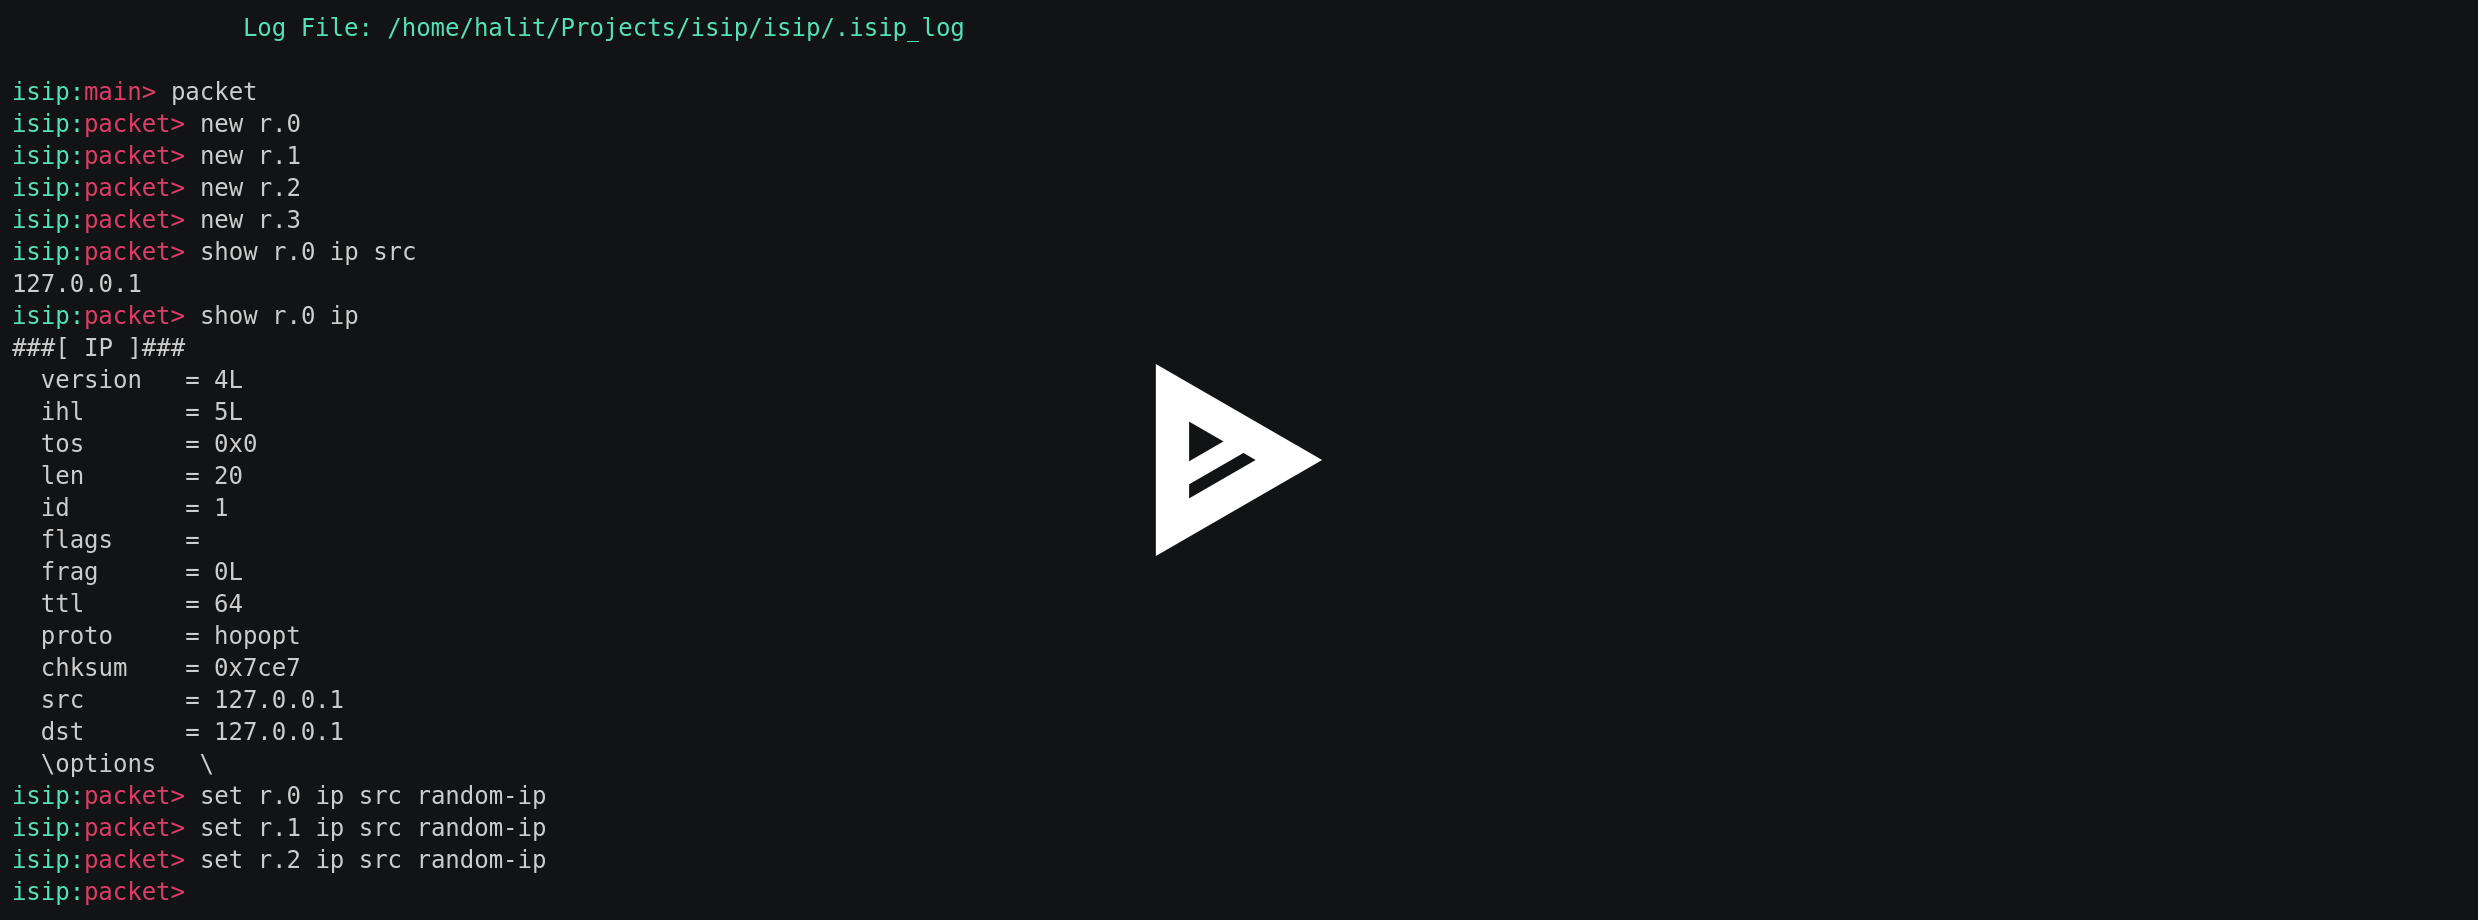 Log File: /home/halit/Projects/isip/isip/.isip_log
isip:main> packet
isip:packet> new r.0
isip:packet> new r.1
isip:packet> new r.2
isip:packet> new r.3
isip:packet> show r.0 ip src
127.0.0.1
isip:packet> show r.0 ip
###[ IP ]###
  version   = 4L
  ihl       = 5L
  tos       = 0x0
  len       = 20
  id        = 1
  flags     =
  frag      = 0L
  ttl       = 64
  proto     = hopopt
  chksum    = 0x7ce7
  src       = 127.0.0.1
  dst       = 127.0.0.1
  \options   \
isip:packet> set r.0 ip src random-ip
isip:packet> set r.1 ip src random-ip
isip:packet> set r.2 ip src random-ip
isip:packet>